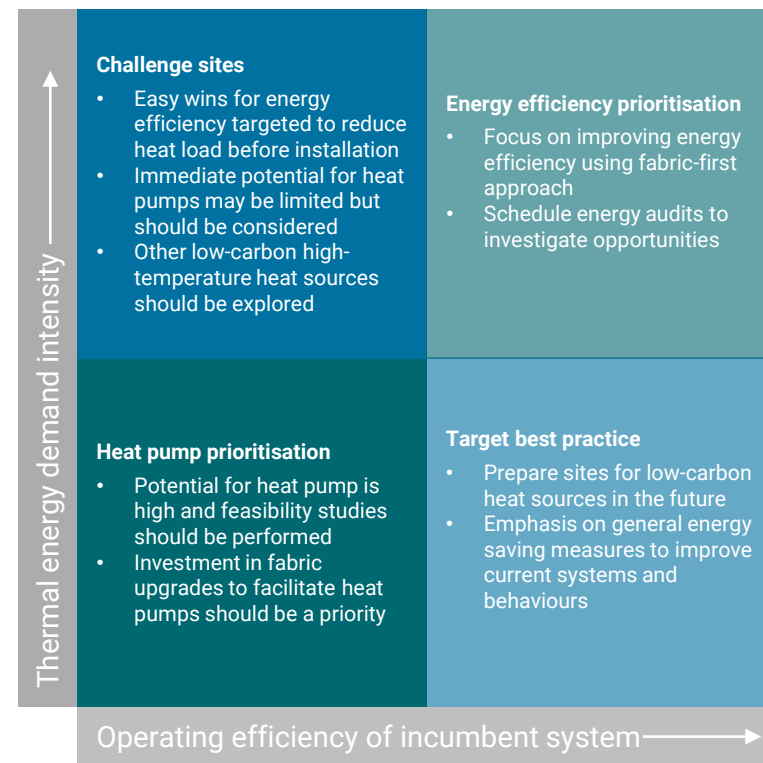 Challenge sites
• Easy wins for energy
efficiency targeted to reduce
heat load before installation
• Immediate potential for heat
pumps may be limited but
should be considered
• Other low-carbon high-
temperature heat sources
should be explored
Energy efficiency prioritisation
• Focus on improving energy
efficiency using fabric-first
approach
• Schedule energy audits to
investigate opportunities
Heat pump prioritisation
• Potential for heat pump is
high and feasibility studies
should be performed
• Investment in fabric
upgrades to facilitate heat
pumps should be a priority
Target best practice
• Prepare sites for low-carbon
heat sources in the future
• Emphasis on general energy
saving measures to improve
current systems and
behaviours
Thermal energy demand intensity
Operating efficiency of incumbent system